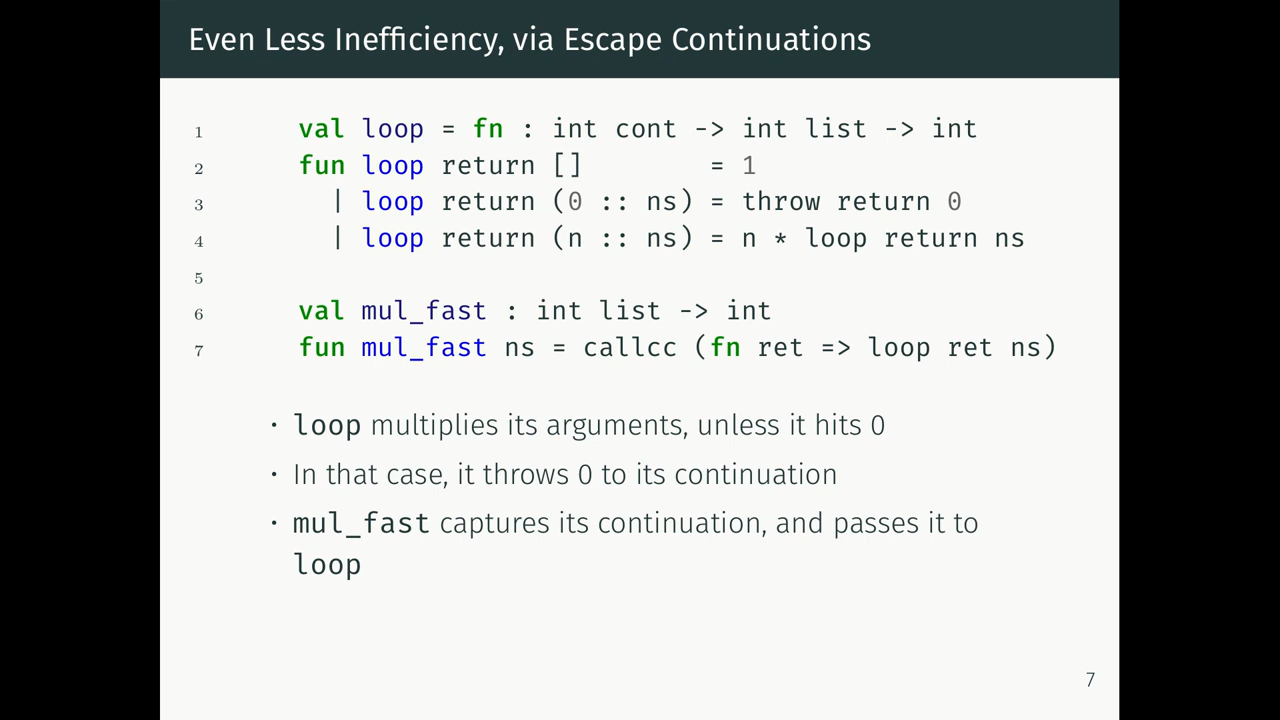 Even Less Inefficiency, via Escape Continuations
1 val loop = fn : int cont -> int list -> int
2 fun loop return [] = 1
3 | loop return (0 :: ns) = throw return 0
4 | loop return (n :: ns) = n * loop return ns
5
6 val mul_fast : int list -> int
7 fun mul_fast ns = callcc (fn ret => loop ret ns)
• loop multiplies its arguments, unless it hits 0
• In that case, it throws 0 to its continuation
• mul_fast captures its continuation, and passes it to
loop
7